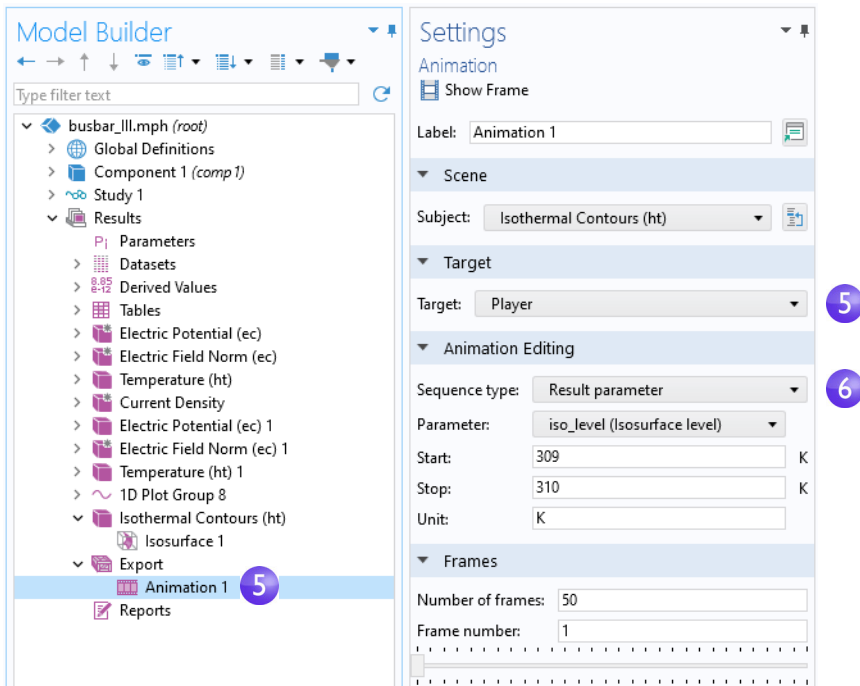 Model Builder
Type filter text
busbar_lll.mph (root)
Global Definitions
Component 1 (comp1)
Study 1
Results
Pi Parameters
Datasets
8.85
e-12 Derived Values
Tables
Electric Potential (ec)
Electric Field Norm (ec)
Temperature (ht)
Current Density
Electric Potential (ec) 1
Electric Field Norm (ec) 1
Temperature (ht) 1
1D Plot Group 8
Isothermal Contours (ht)
Isosurface 1
Export
Animation 1 5
Reports
Settings
Animation
Show Frame
Label: Animation 1
Scene
Subject: Isothermal Contours (ht)
Target
Target: Player 5
Animation Editing
Sequence type: Result parameter 6
Parameter: iso_level (Isosurface level)
Start: 309 K
Stop: 310 K
Unit: K
Frames
Number of frames: 50
Frame number: 1